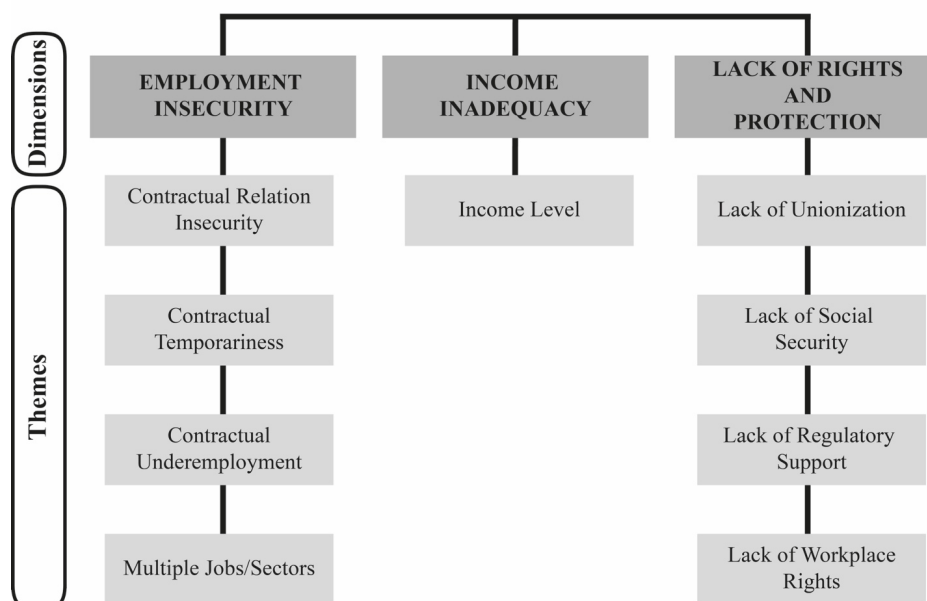 Dimensions
EMPLOYMENT
INSECURITY
INCOME
INADEQUACY
LACK OF RIGHTS
AND
PROTECTION
Themes
Contractual Relation
Insecurity
Income Level
Lack of Unionization
Contractual
Temporariness
Lack of Social
Security
Contractual
Underemployment
Lack of Regulatory
Support
Multiple Jobs/Sectors
Lack of Workplace
Rights